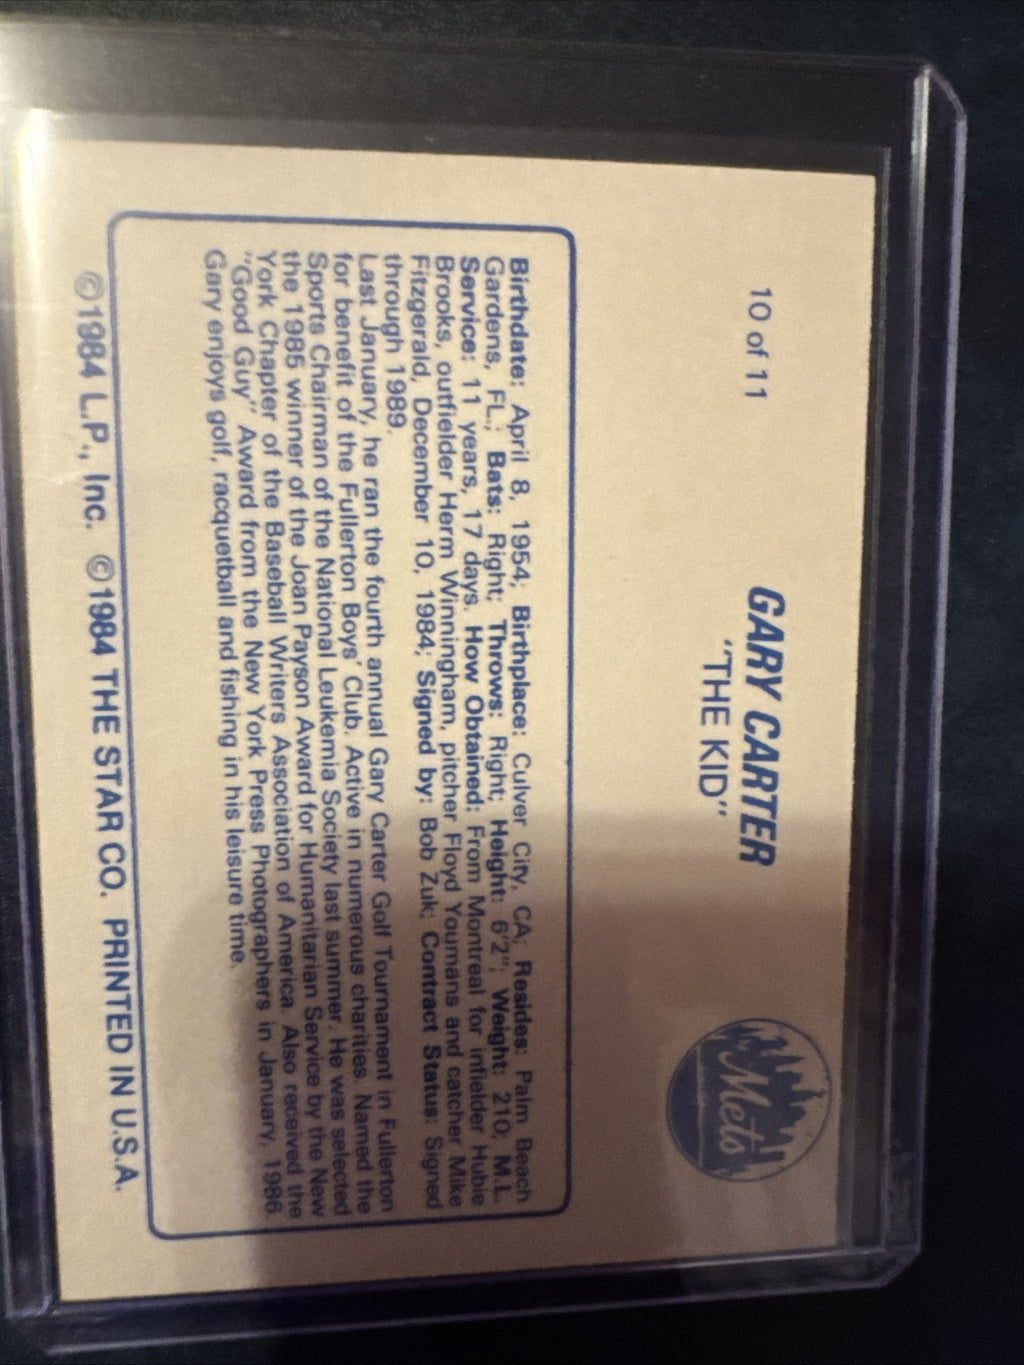 10 of 11
GARY CARTER
"THE KID"
Mets
Birthdate: April 8, 1954; Birthplace: Culver City, CA; Resides: Palm Beach
Gardens, FL.; Bats: Right; Throws: Right; Height: 6'2"; Weight: 210; M.L.
Service: 11 years, 17 days. How Obtained: From Montreal for infielder Hubie
Brooks, outfielder Herm Winningham, pitcher Floyd Youmans and catcher Mike
Fitzgerald, December 10, 1984; Signed by: Bob Zuk; Contract Status: Signed
through 1989.
Last January, he ran the fourth annual Gary Carter Golf Tournament in Fullerton
for benefit of the Fullerton Boys' Club. Active in numerous charities. Named the
Sports Chairman of the National Leukemia Society last summer. He was selected
the 1985 winner of the Joan Payson Award for Humanitarian Service by the New
York Chapter of the Baseball Writers Association of America. Also received the
"Good Guy" Award from the New York Press Photographers in January, 1986.
Gary enjoys golf, racquetball and fishing in his leisure time.
©1984 L.P., Inc. ©1984 THE STAR CO. PRINTED IN U.S.A.